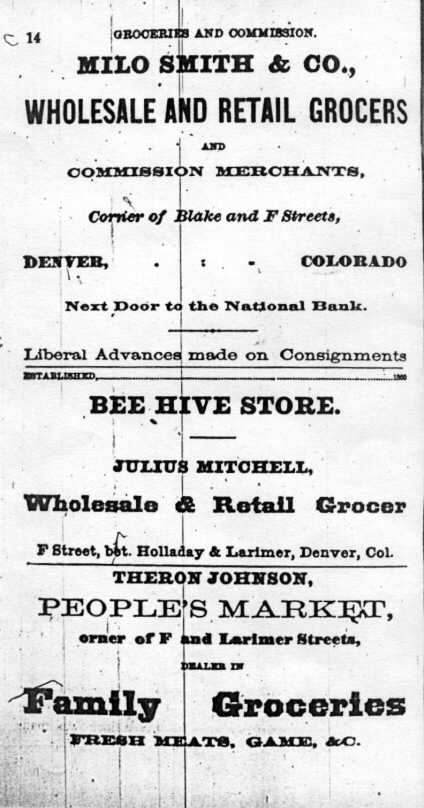 C 14 GROCERIES AND COMMISSION.
MILO SMITH & CO.,
WHOLESALE AND RETAIL GROCERS
AND
COMMISSION MERCHANTS,
Corner of Blake and F Streets,
DENVER, . : - COLORADO
Next Door to the National Bank.
Liberal Advances made on Consignments
ESTABLISHED, 1860
BEE HIVE STORE.
JULIUS MITCHELL,
Wholesale & Retail Grocer
F Street, bet. Holladay & Larimer, Denver, Col.
THERON JOHNSON,
PEOPLE'S MARKET,
orner of F and Larimer Streets,
DEALER IN
Family Groceries
FRESH MEATS, GAME, &C.